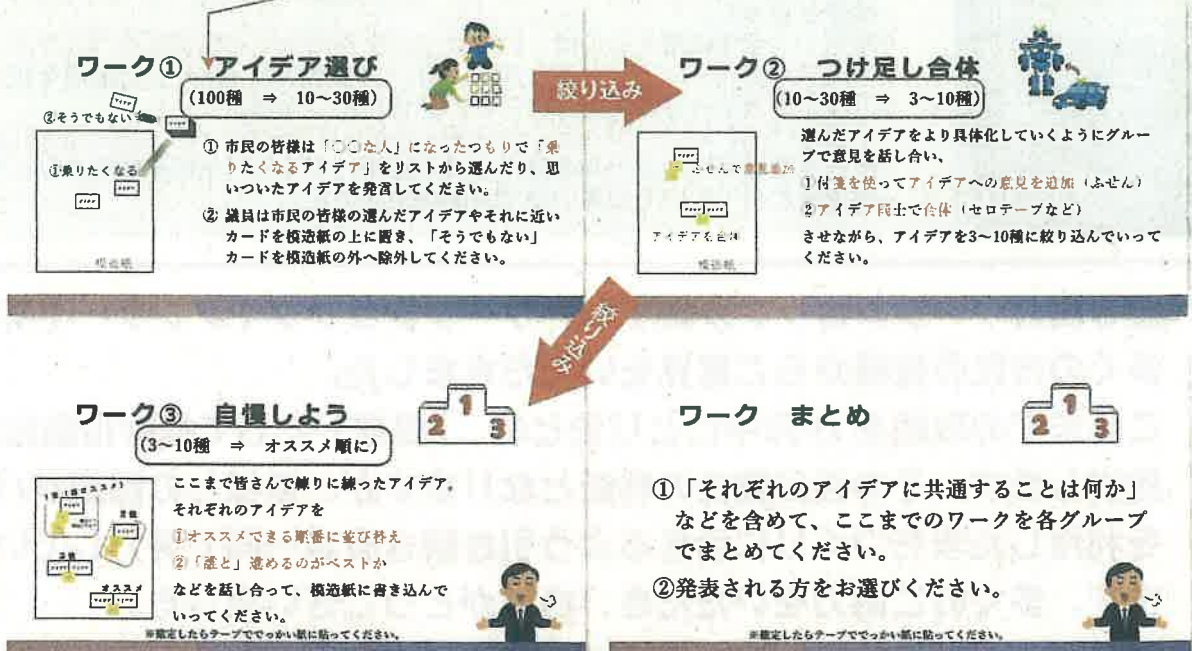 ワーク① アイデア選び
(100種 ⇒ 10～30種)
②そうでもない
①乗りたくなる
模造紙
① 市民の皆様は「〇〇な人」になったつもりで「乗
りたくなるアイデア」をリストから選んだり、思
いついたアイデアを発言してください。
② 議員は市民の皆様の選んだアイデアやそれに近い
カードを模造紙の上に置き、「そうでもない」
カードを模造紙の外へ除外してください。
絞り込み
ワーク② つけ足し合体
(10～30種 ⇒ 3～10種)
ふせんで意見追加
アイデアを合体
模造紙
選んだアイデアをより具体化していくようにグルー
プで意見を話し合い、
①付箋を使ってアイデアへの意見を追加（ふせん）
②アイデア同士で合体（セロテープなど）
させながら、アイデアを3～10種に絞り込んでいって
ください。
絞り込み
ワーク③ 自慢しよう
(3～10種 ⇒ オススメ順に)
1 2 3
2位
3位
オススメ
ここまで皆さんで練りに練ったアイデア。
それぞれのアイデアを
①オススメできる順番に並び替え
②「誰と」進めるのがベストか
などを話し合って、模造紙に書き込んで
いってください。
※確定したらテープででっかい紙に貼ってください。
ワーク まとめ
1 2 3
①「それぞれのアイデアに共通することは何か」
などを含めて、ここまでのワークを各グループ
でまとめてください。
②発表される方をお選びください。
※確定したらテープででっかい紙に貼ってください。